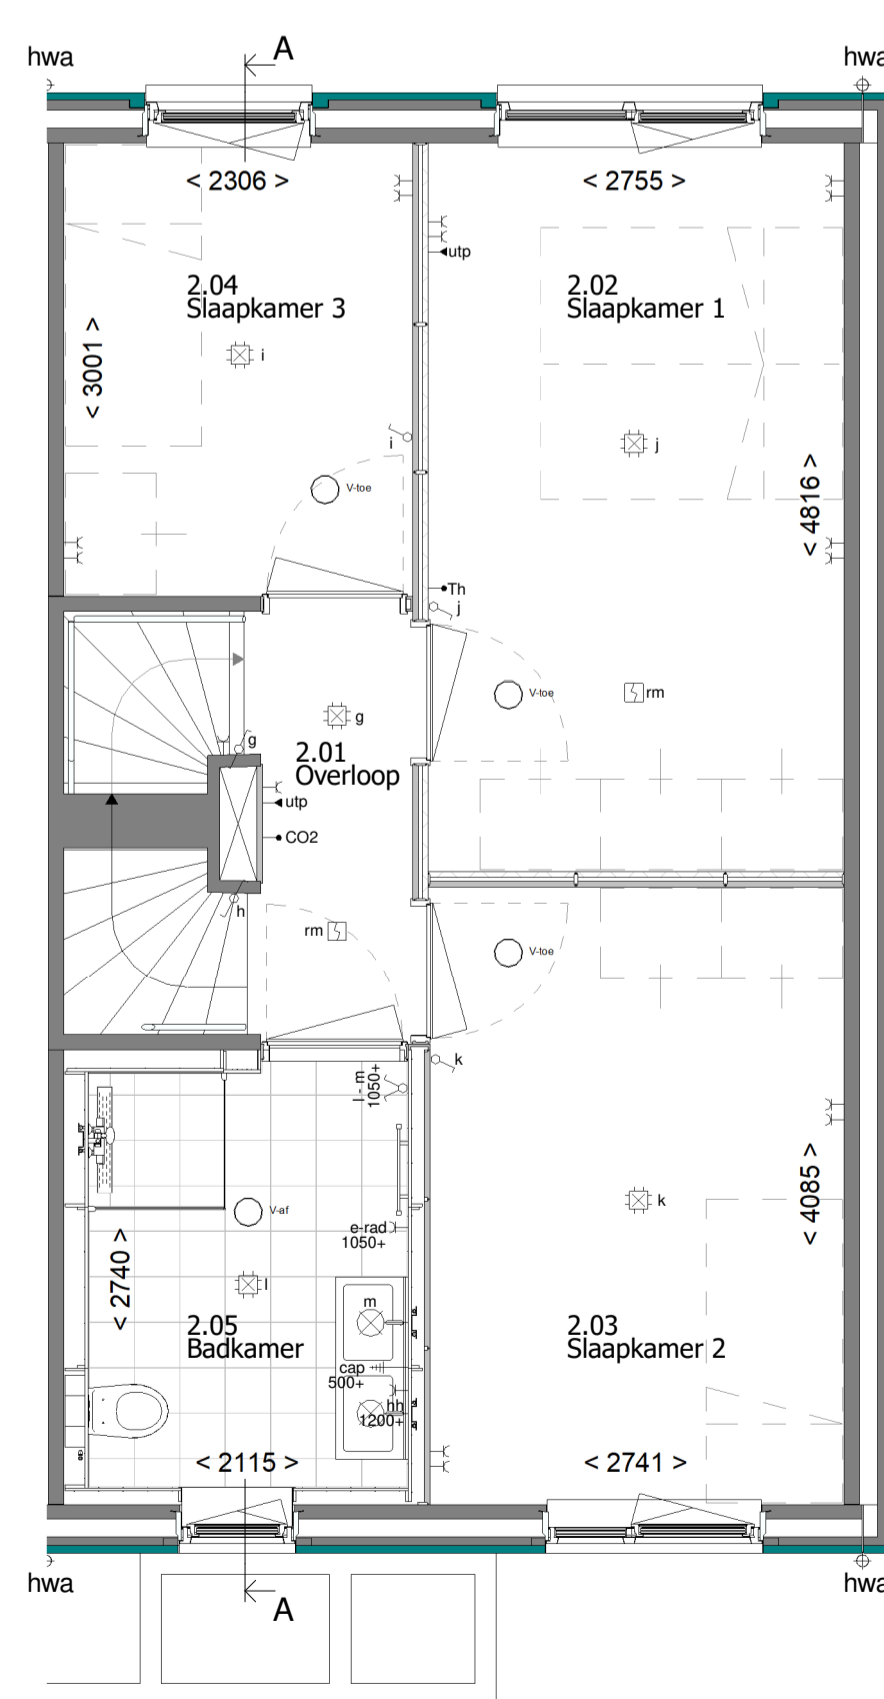 hwa
A
hwa
< 2306 >
< 2755 >
utp
2.04
Slaapkamer 3
2.02
Slaapkamer 1
< 3001 >
i
j
i
V-toe
< 4816 >
Th
j
V-toe
rm
g
g
2.01
Overloop
utp
CO2
h
rm
V-toe
k
l - m
1050+
V-af
e-rad
1050+
k
< 4085 >
< 2740 >
l
m
2.05
Badkamer
2.03
Slaapkamer 2
cap
500+
hh
1200+
< 2115 >
< 2741 >
hwa
A
hwa